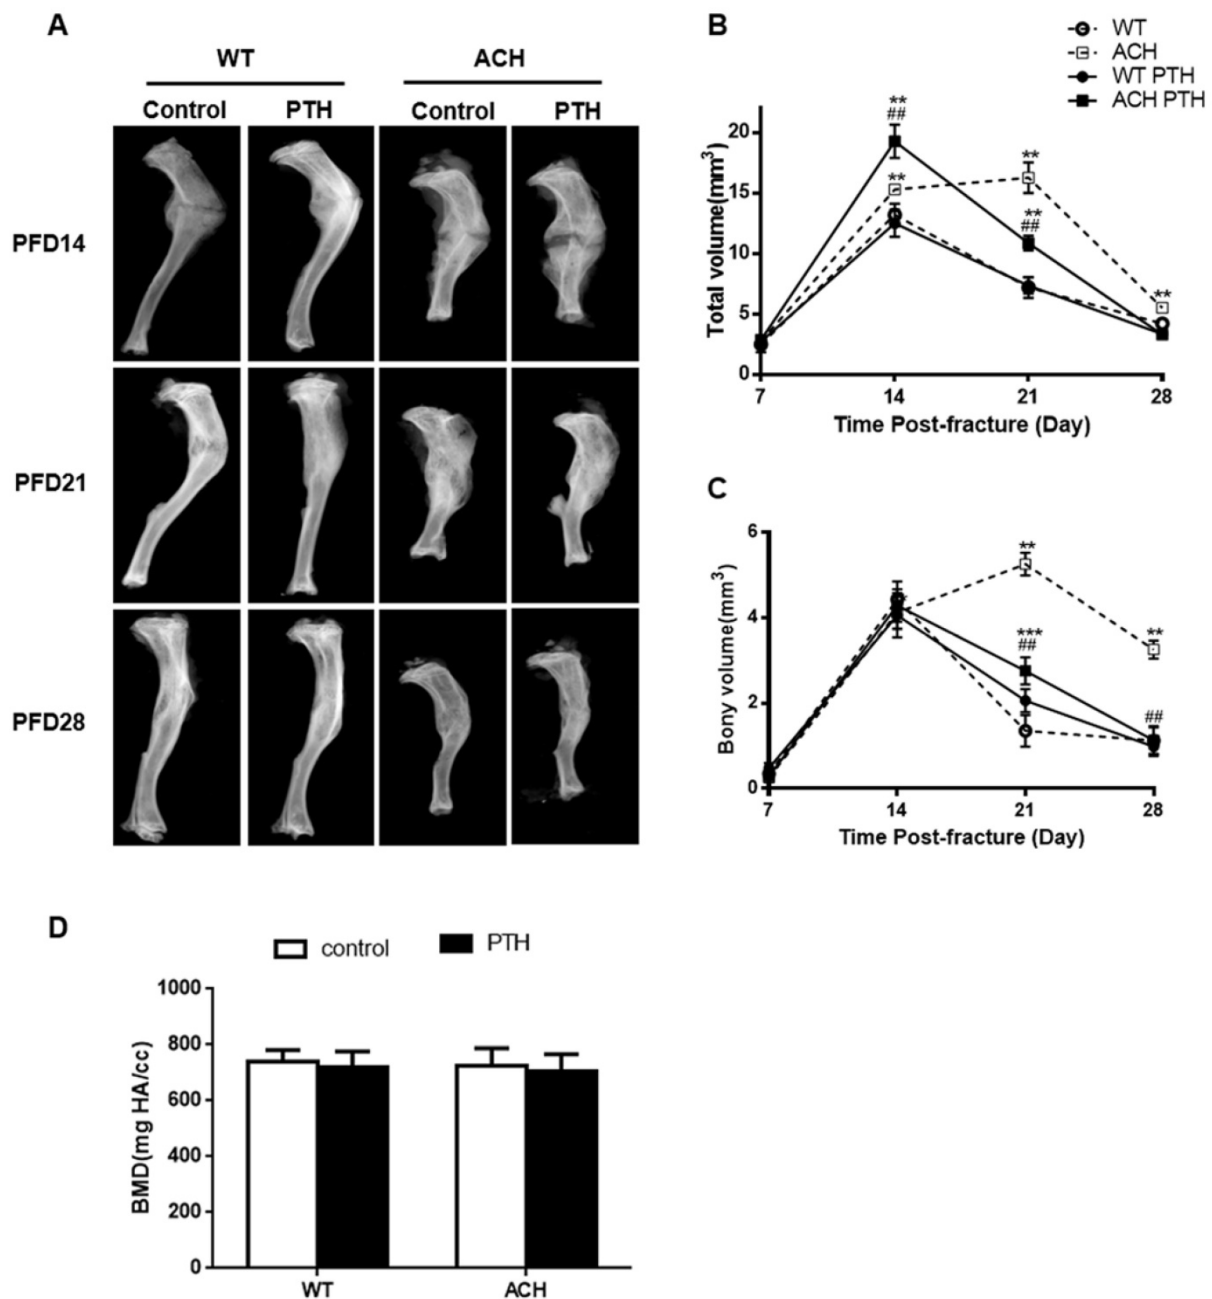 A
WT
ACH
Control
PTH
Control
PTH
PFD14
PFD21
PFD28
B
WT
ACH
WT PTH
ACH PTH
Total volume(mm³)
20
15
10
5
0
**
##
**
**
**
##
**
7
14
21
28
Time Post-fracture (Day)
C
Bony volume(mm³)
6
4
2
0
**
***
##
**
##
7
14
21
28
Time Post-fracture (Day)
D
control
PTH
BMD(mg HA/cc)
1000
800
600
400
200
0
WT
ACH